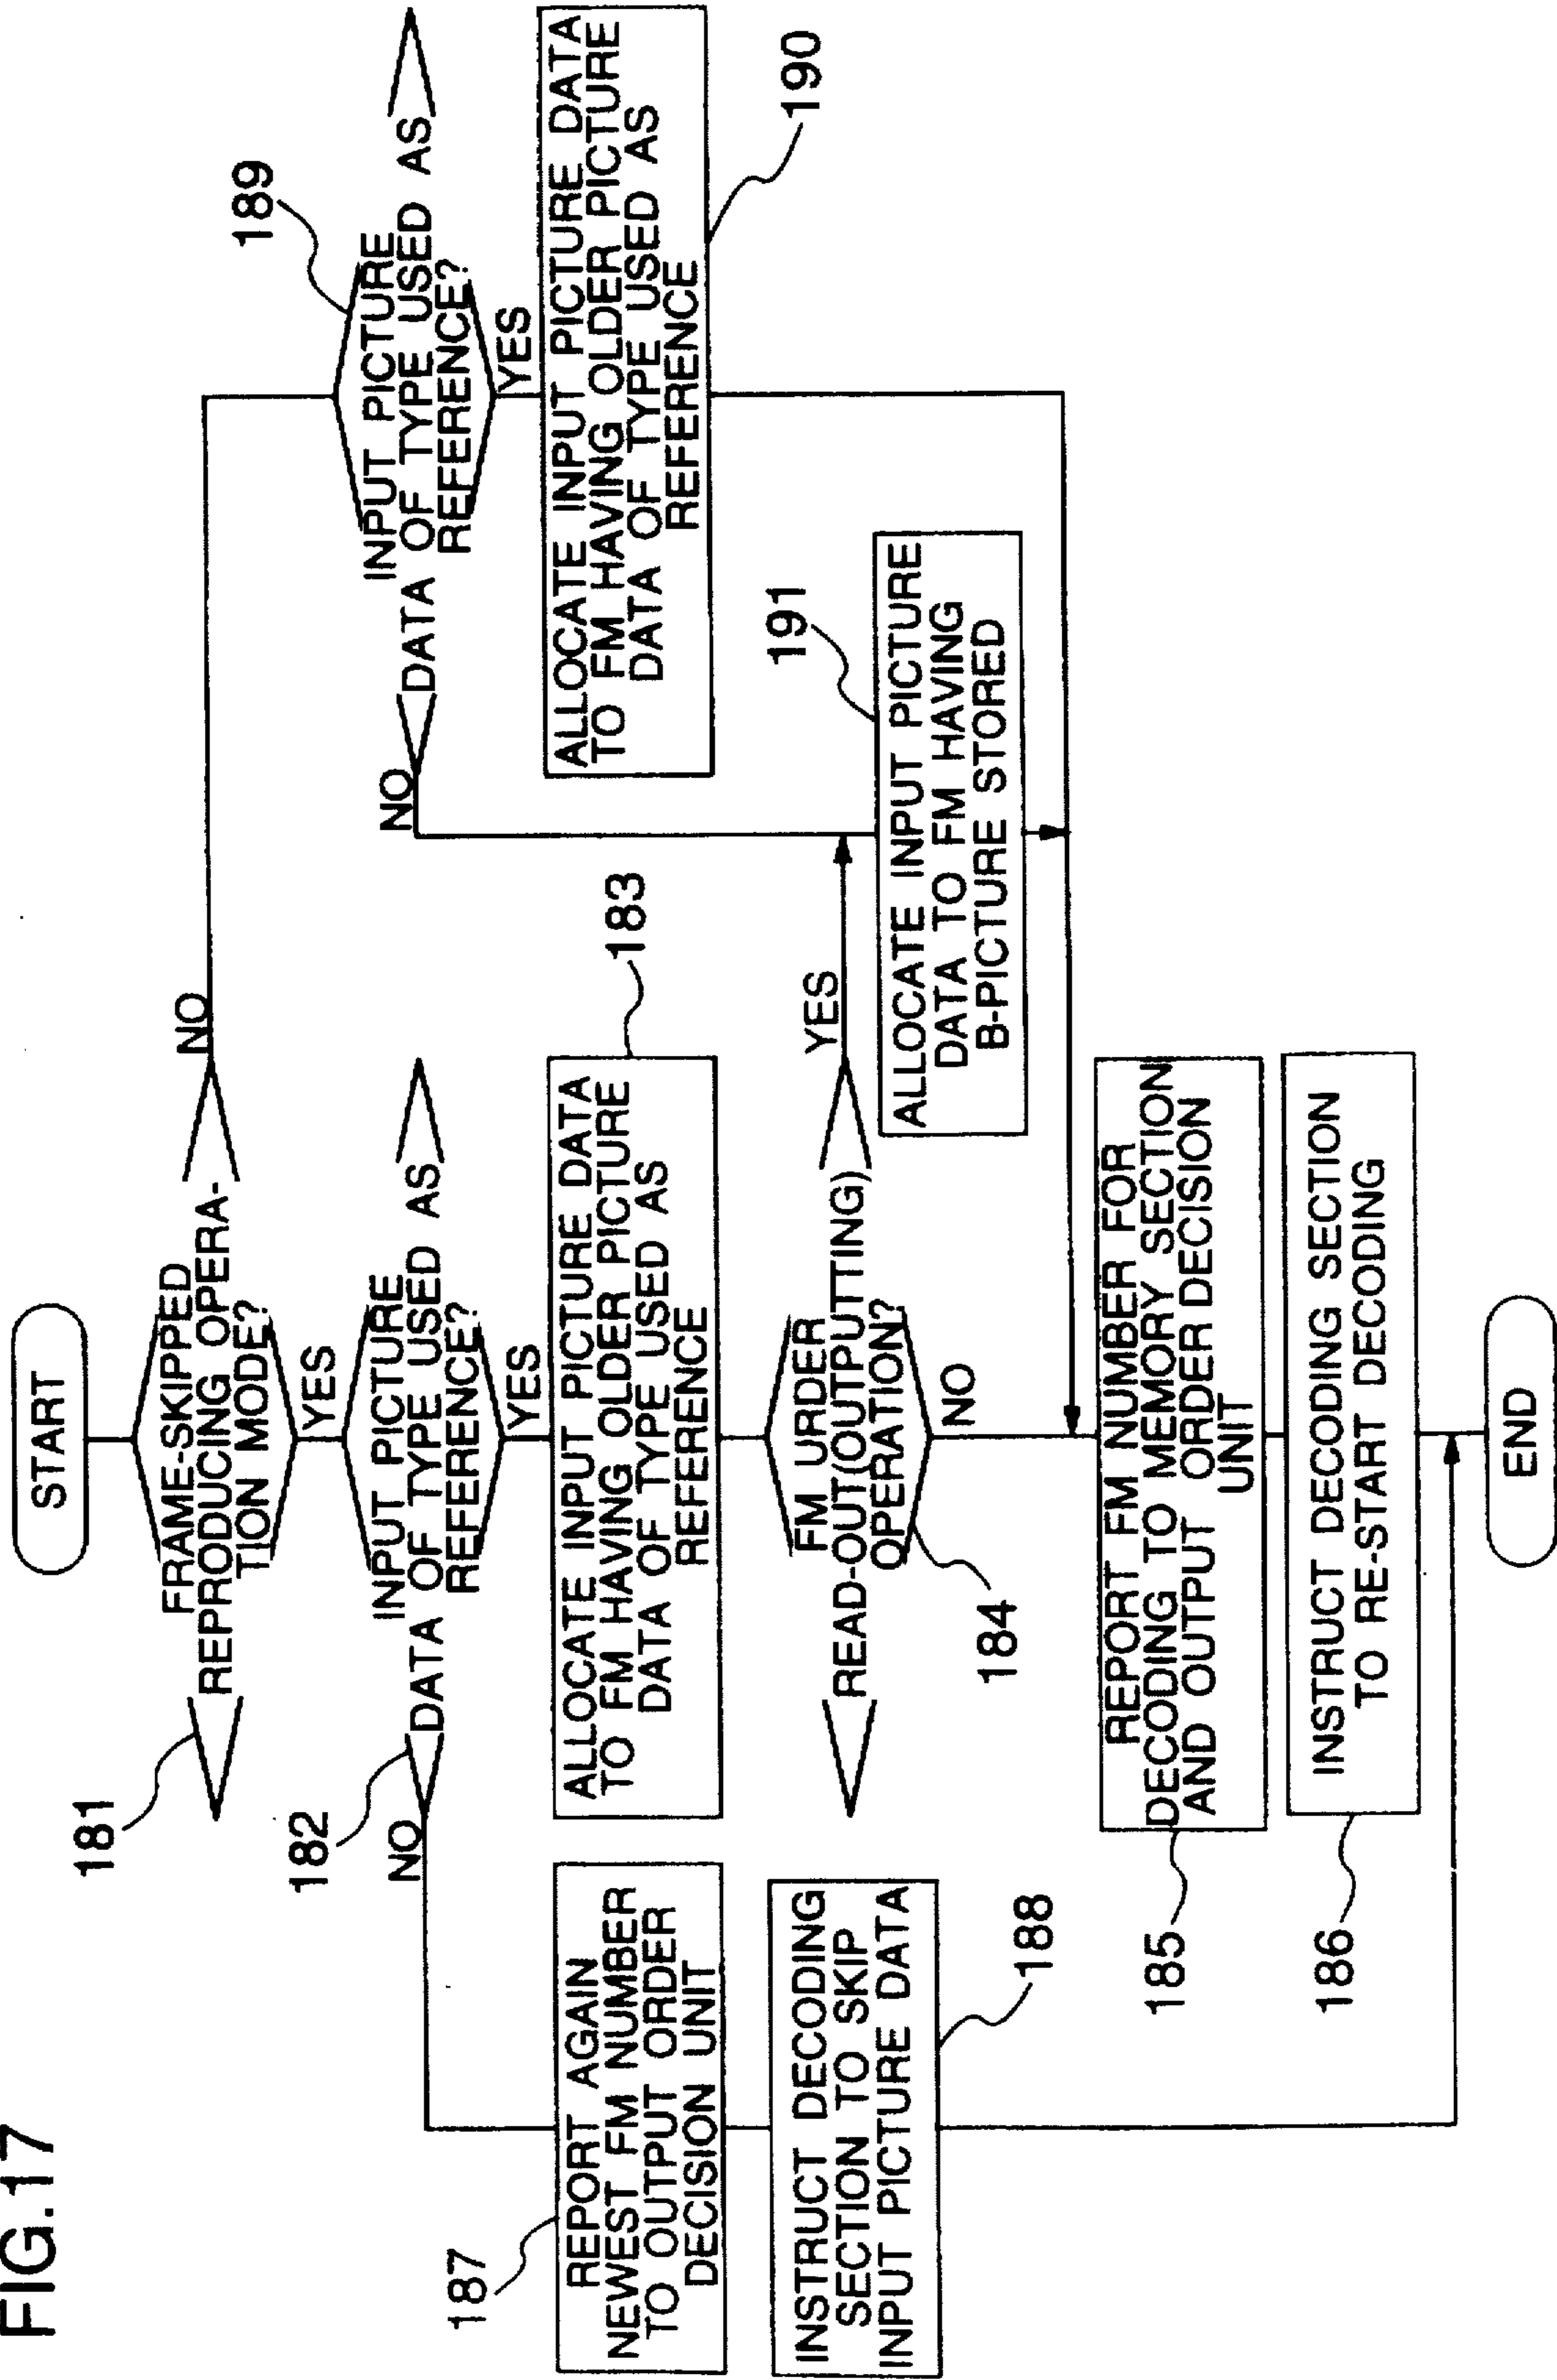 FIG.17
START
181
FRAME-SKIPPED
REPRODUCING OPERA-
TION MODE?
NO
YES
182
INPUT PICTURE
DATA OF TYPE USED AS
REFERENCE?
NO
YES
189
INPUT PICTURE
DATA OF TYPE USED AS
REFERENCE?
NO
YES
187
REPORT AGAIN
NEWEST FM NUMBER
TO OUTPUT ORDER
DECISION UNIT
ALLOCATE INPUT PICTURE DATA
TO FM HAVING OLDER PICTURE
DATA OF TYPE USED AS
REFERENCE
183
ALLOCATE INPUT PICTURE DATA
TO FM HAVING OLDER PICTURE
DATA OF TYPE USED AS
REFERENCE
190
INSTRUCT DECODING
SECTION TO SKIP
INPUT PICTURE DATA
188
FM URDER
READ-OUT(OUTPUTTING)
OPERATION?
184
YES
NO
191
ALLOCATE INPUT PICTURE
DATA TO FM HAVING
B-PICTURE STORED
185
REPORT FM NUMBER FOR
DECODING TO MEMORY SECTION
AND OUTPUT ORDER DECISION
UNIT
186
INSTRUCT DECODING SECTION
TO RE-START DECODING
END